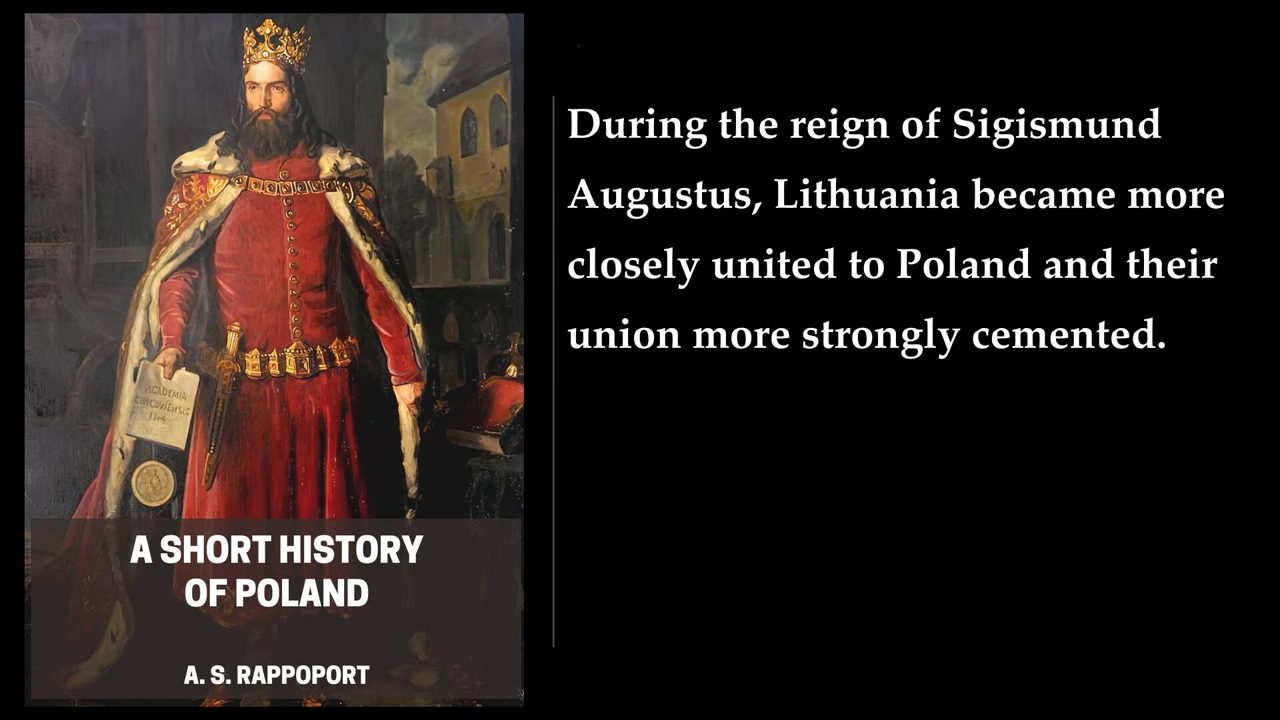 During the reign of Sigismund
Augustus, Lithuania became more
closely united to Poland and their
union more strongly cemented.
ACADEMIA
A SHORT HISTORY
OF POLAND
A. S. RAPPOPORT